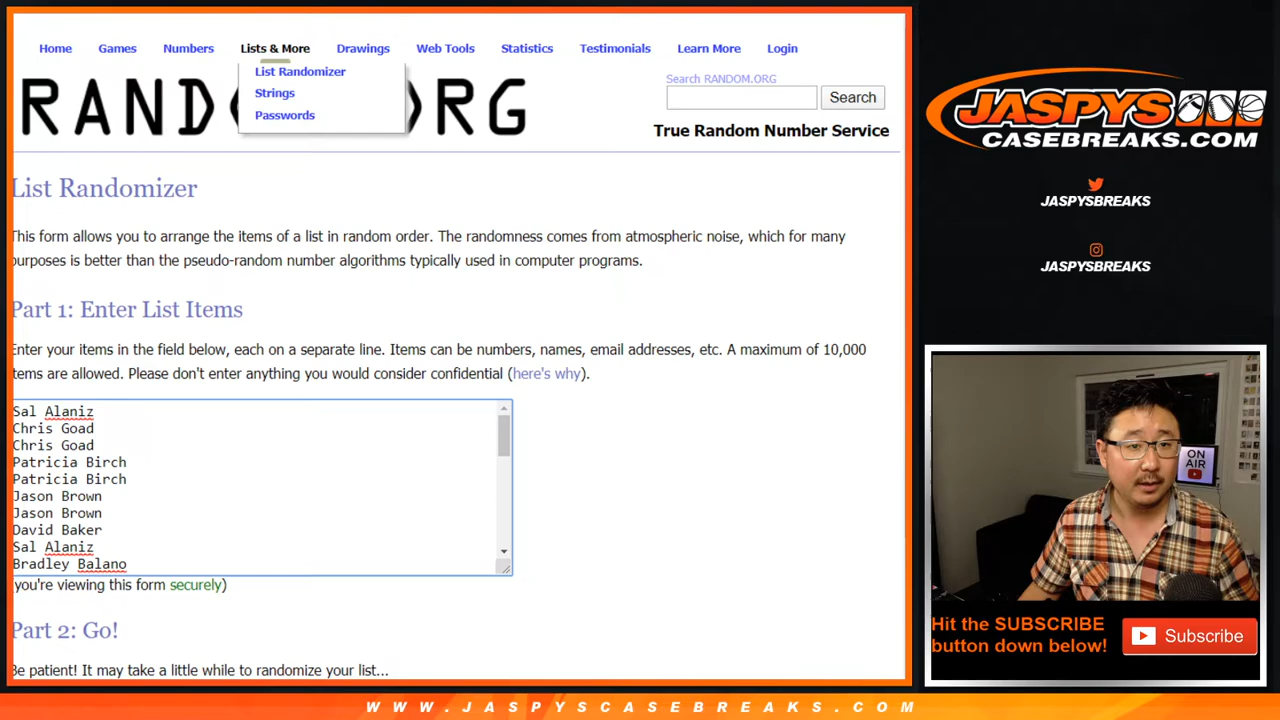 Home Games Numbers Lists & More Drawings Web Tools Statistics Testimonials Learn More Login
List Randomizer
Strings
Passwords
Search RANDOM.ORG
Search
True Random Number Service
List Randomizer
This form allows you to arrange the items of a list in random order. The randomness comes from atmospheric noise, which for many
purposes is better than the pseudo-random number algorithms typically used in computer programs.
Part 1: Enter List Items
Enter your items in the field below, each on a separate line. Items can be numbers, names, email addresses, etc. A maximum of 10,000
items are allowed. Please don't enter anything you would consider confidential (here's why).
Sal Alaniz
Chris Goad
Chris Goad
Patricia Birch
Patricia Birch
Jason Brown
Jason Brown
David Baker
Sal Alaniz
Bradley Balano
(you're viewing this form securely)
Part 2: Go!
Be patient! It may take a little while to randomize your list...
JASPYS
CASEBREAKS.COM
JASPYSBREAKS
JASPYSBREAKS
ON
AIR
Hit the SUBSCRIBE
button down below!
Subscribe
WWW.JASPYSCASEBREAKS.COM